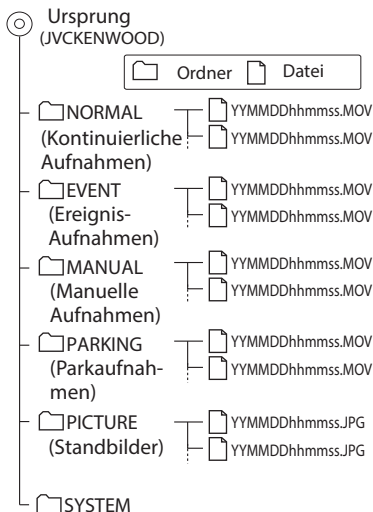 Ursprung
(JVCKENWOOD)
Ordner Datei
NORMAL YYMMDDhhmmss.MOV
(Kontinuierliche YYMMDDhhmmss.MOV
Aufnahmen)
EVENT YYMMDDhhmmss.MOV
(Ereignis- YYMMDDhhmmss.MOV
Aufnahmen)
MANUAL YYMMDDhhmmss.MOV
(Manuelle YYMMDDhhmmss.MOV
Aufnahmen)
PARKING YYMMDDhhmmss.MOV
(Parkaufnah- YYMMDDhhmmss.MOV
men)
PICTURE YYMMDDhhmmss.JPG
(Standbilder) YYMMDDhhmmss.JPG
SYSTEM